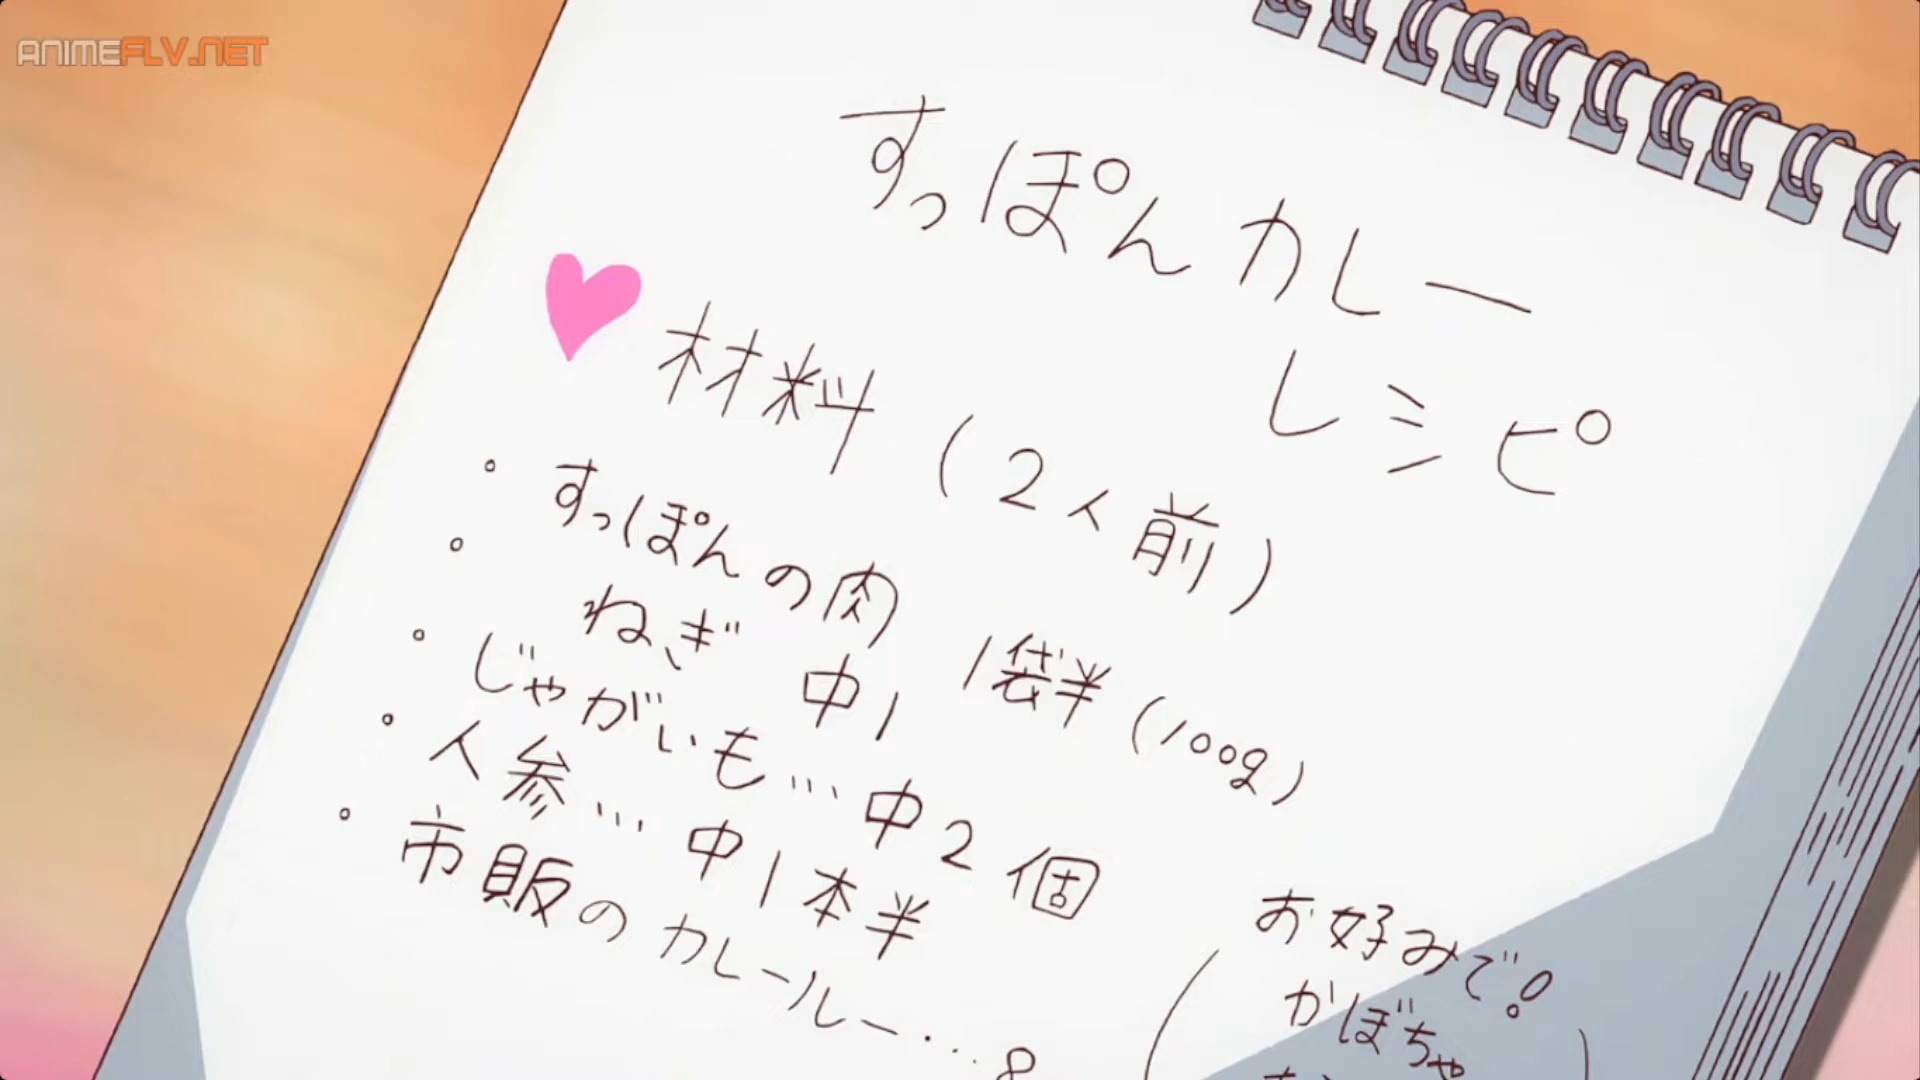 ANIMEFLV.NET
すっぽんカレー
レシピ
材料(2人前)
・すっぽんの肉 1袋半(100g)
・ねぎ 中1
・じゃがいも…中2個
・人参…中1本半
・市販のカレールー…8
お好みで!
かぼちゃ